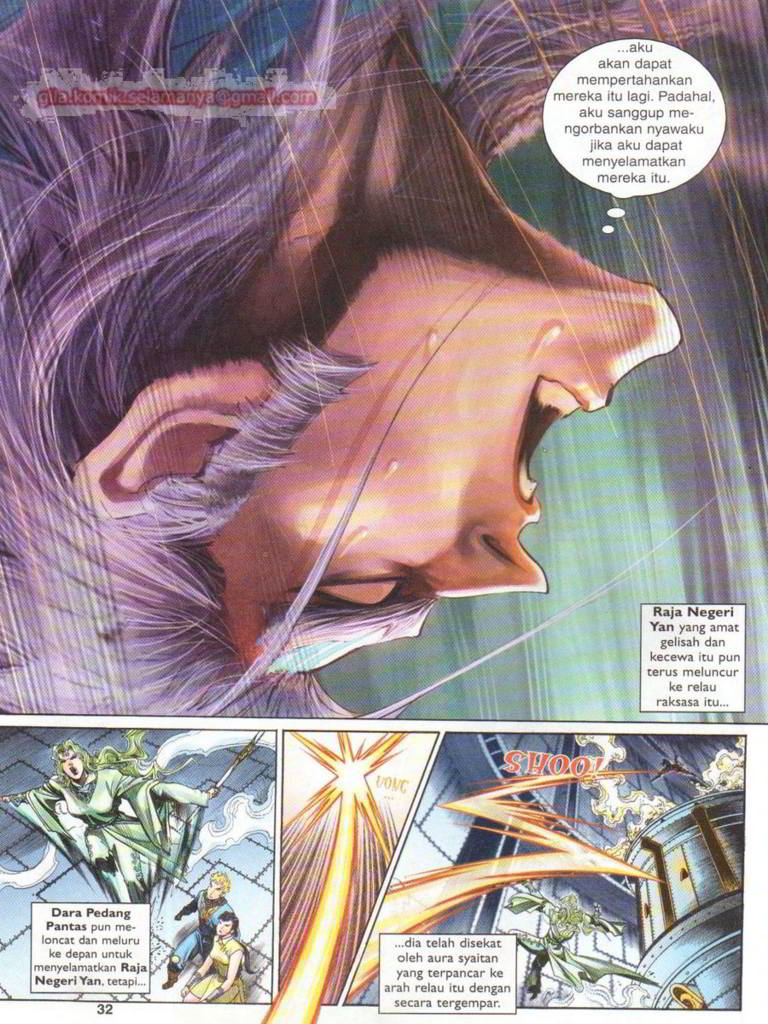 gila.komik.selamanya@gmail.com
...aku
akan dapat
mempertahankan
mereka itu lagi. Padahal,
aku sanggup me-
ngorbankan nyawaku
jika aku dapat
menyelamatkan
mereka itu.
Raja Negeri
Yan yang amat
gelisah dan
kecewa itu pun
terus meluncur
ke relau
raksasa itu...
Dara Pedang
Pantas pun me-
loncat dan meluru
ke depan untuk
menyelamatkan Raja
Negeri Yan, tetapi...
VONG
...
SHOOT!
...dia telah disekat
oleh aura syaitan
yang terpancar ke
arah relau itu dengan
secara tergempar.
32